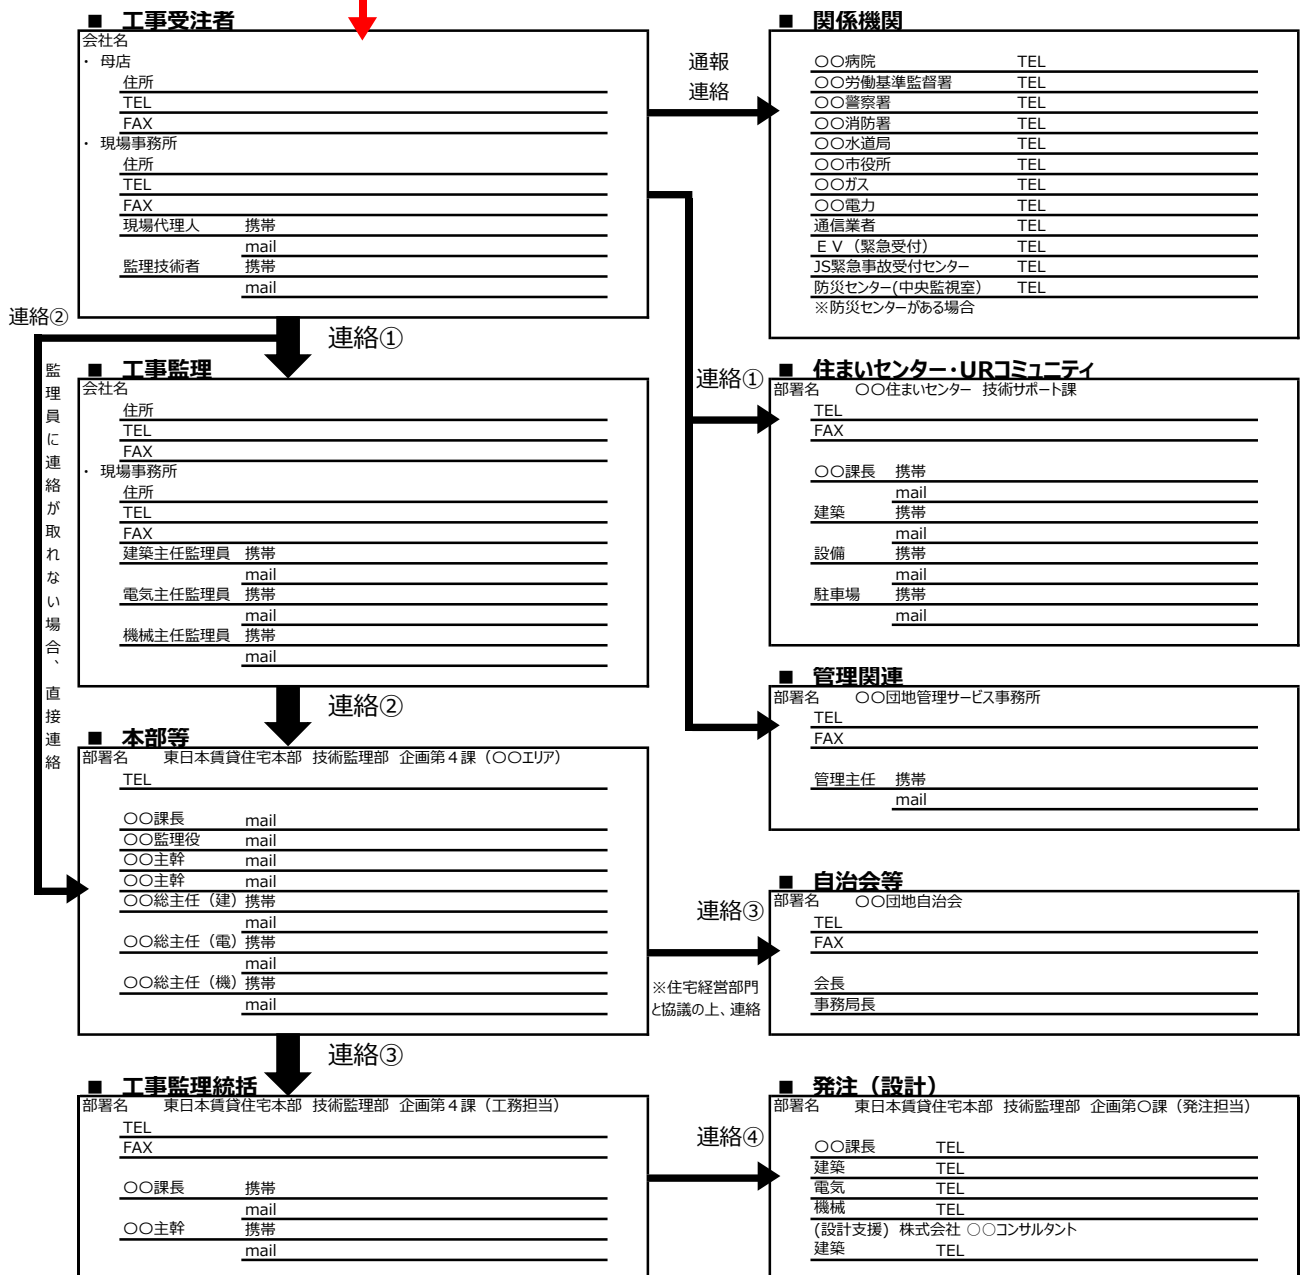 ■ 工事受注者
会社名
・ 母店
住所
TEL
FAX
・ 現場事務所
住所
TEL
FAX
現場代理人 携帯
mail
監理技術者 携帯
mail
通報
連絡
■ 関係機関
〇〇病院 TEL
〇〇労働基準監督署 TEL
〇〇警察署 TEL
〇〇消防署 TEL
〇〇水道局 TEL
〇〇市役所 TEL
〇〇ガス TEL
〇〇電力 TEL
通信業者 TEL
ＥＶ（緊急受付） TEL
JS緊急事故受付センター TEL
防災センター(中央監視室) TEL
※防災センターがある場合
連絡②
連絡①
監理員に連絡が取れない場合、直接連絡
■ 工事監理
会社名
住所
TEL
FAX
・ 現場事務所
住所
TEL
FAX
建築主任監理員 携帯
mail
電気主任監理員 携帯
mail
機械主任監理員 携帯
mail
連絡①
■ 住まいセンター・URコミュニティ
部署名 〇〇住まいセンター 技術サポート課
TEL
FAX
〇〇課長 携帯
mail
建築 携帯
mail
設備 携帯
mail
駐車場 携帯
mail
■ 管理関連
部署名 〇〇団地管理サービス事務所
TEL
FAX
管理主任 携帯
mail
連絡②
■ 本部等
部署名 東日本賃貸住宅本部 技術監理部 企画第４課（〇〇エリア）
TEL
〇〇課長 mail
〇〇監理役 mail
〇〇主幹 mail
〇〇主幹 mail
〇〇総主任（建） 携帯
mail
〇〇総主任（電） 携帯
mail
〇〇総主任（機） 携帯
mail
連絡③
※住宅経営部門
と協議の上、連絡
■ 自治会等
部署名 〇〇団地自治会
TEL
FAX
会長
事務局長
連絡③
■ 工事監理統括
部署名 東日本賃貸住宅本部 技術監理部 企画第４課（工務担当）
TEL
FAX
〇〇課長 携帯
mail
〇〇主幹 携帯
mail
連絡④
■ 発注（設計）
部署名 東日本賃貸住宅本部 技術監理部 企画第〇課（発注担当）
〇〇課長 TEL
建築 TEL
電気 TEL
機械 TEL
(設計支援) 株式会社 〇〇コンサルタント
建築 TEL